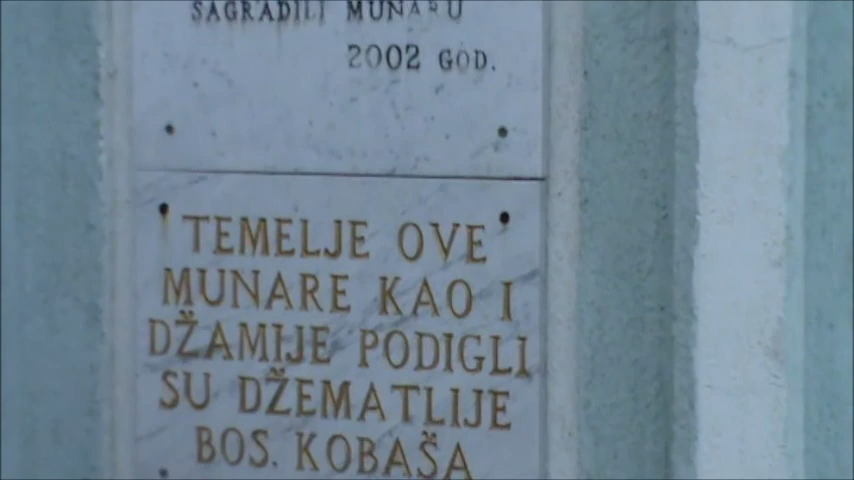 SAGRADILI MUNARU
2002 GOD.
TEMELJE OVE
MUNARE KAO I
DŽAMIJE PODIGLI
SU DŽEMATLIJE
BOS. KOBAŠA